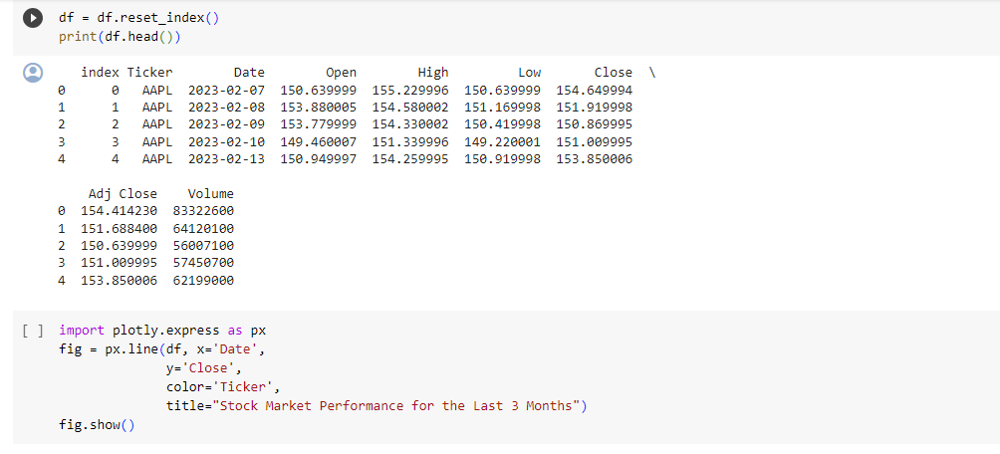 df = df.reset_index()
print(df.head())
index Ticker Date Open High Low Close \
0 0 AAPL 2023-02-07 150.639999 155.229996 150.639999 154.649994
1 1 AAPL 2023-02-08 153.880005 154.580002 151.169998 151.919998
2 2 AAPL 2023-02-09 153.779999 154.330002 150.419998 150.869995
3 3 AAPL 2023-02-10 149.460007 151.339996 149.220001 151.009995
4 4 AAPL 2023-02-13 150.949997 154.259995 150.919998 153.850006
Adj Close Volume
0 154.414230 83322600
1 151.688400 64120100
2 150.639999 56007100
3 151.009995 57450700
4 153.850006 62199000
[ ] import plotly.express as px
fig = px.line(df, x='Date',
y='Close',
color='Ticker',
title="Stock Market Performance for the Last 3 Months")
fig.show()